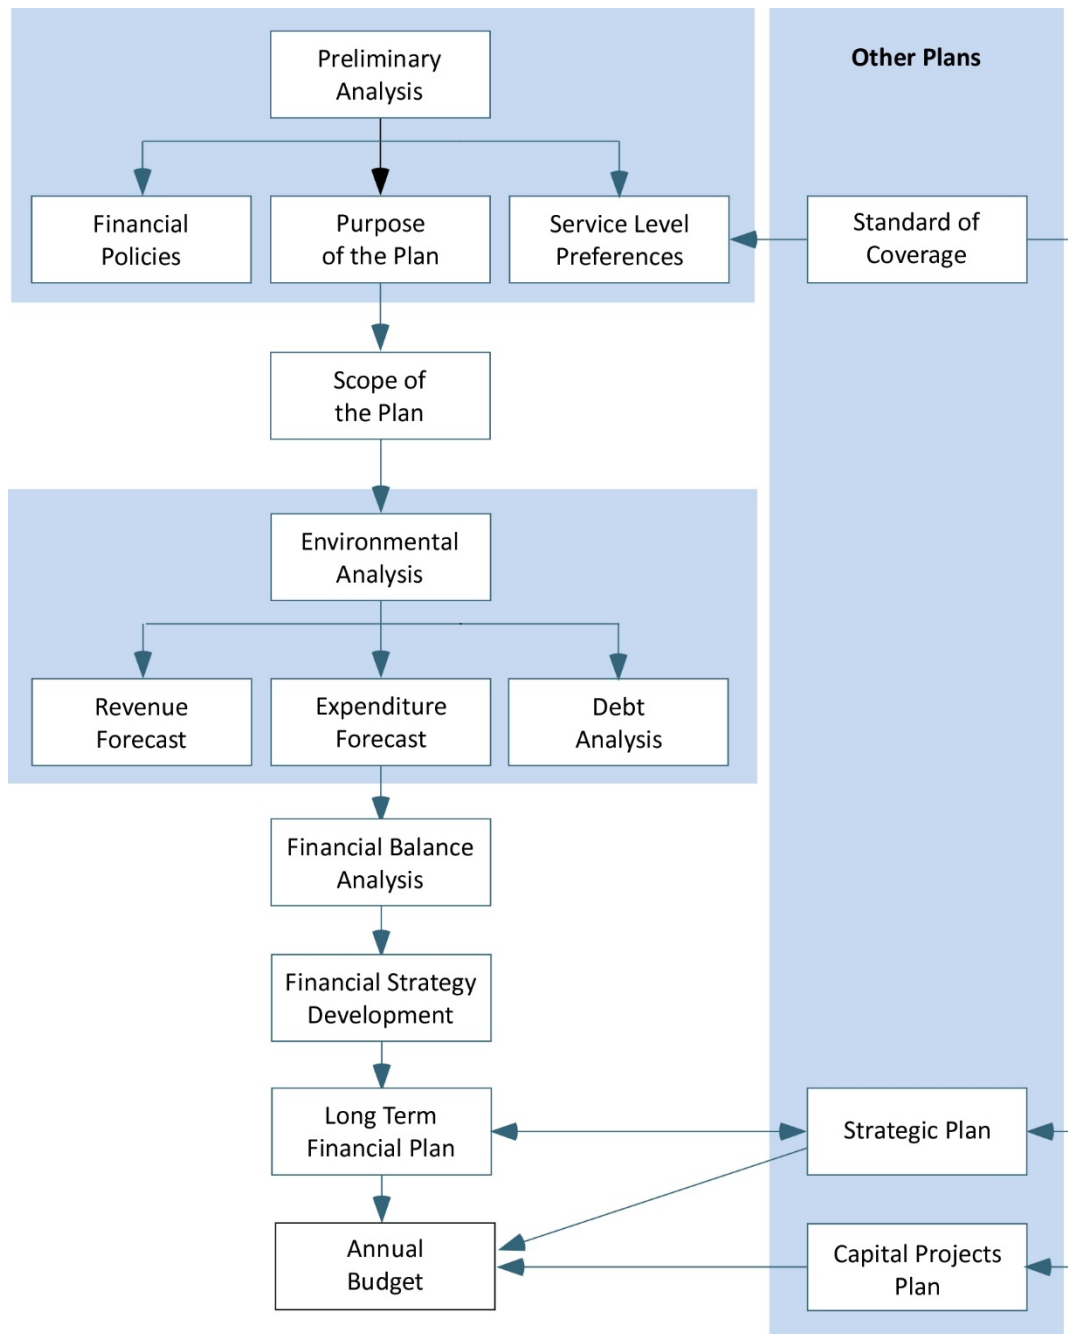 Preliminary
Analysis
Other Plans
Financial
Policies
Purpose
of the Plan
Service Level
Preferences
Standard of
Coverage
Scope of
the Plan
Environmental
Analysis
Revenue
Forecast
Expenditure
Forecast
Debt
Analysis
Financial Balance
Analysis
Financial Strategy
Development
Long Term
Financial Plan
Strategic Plan
Annual
Budget
Capital Projects
Plan